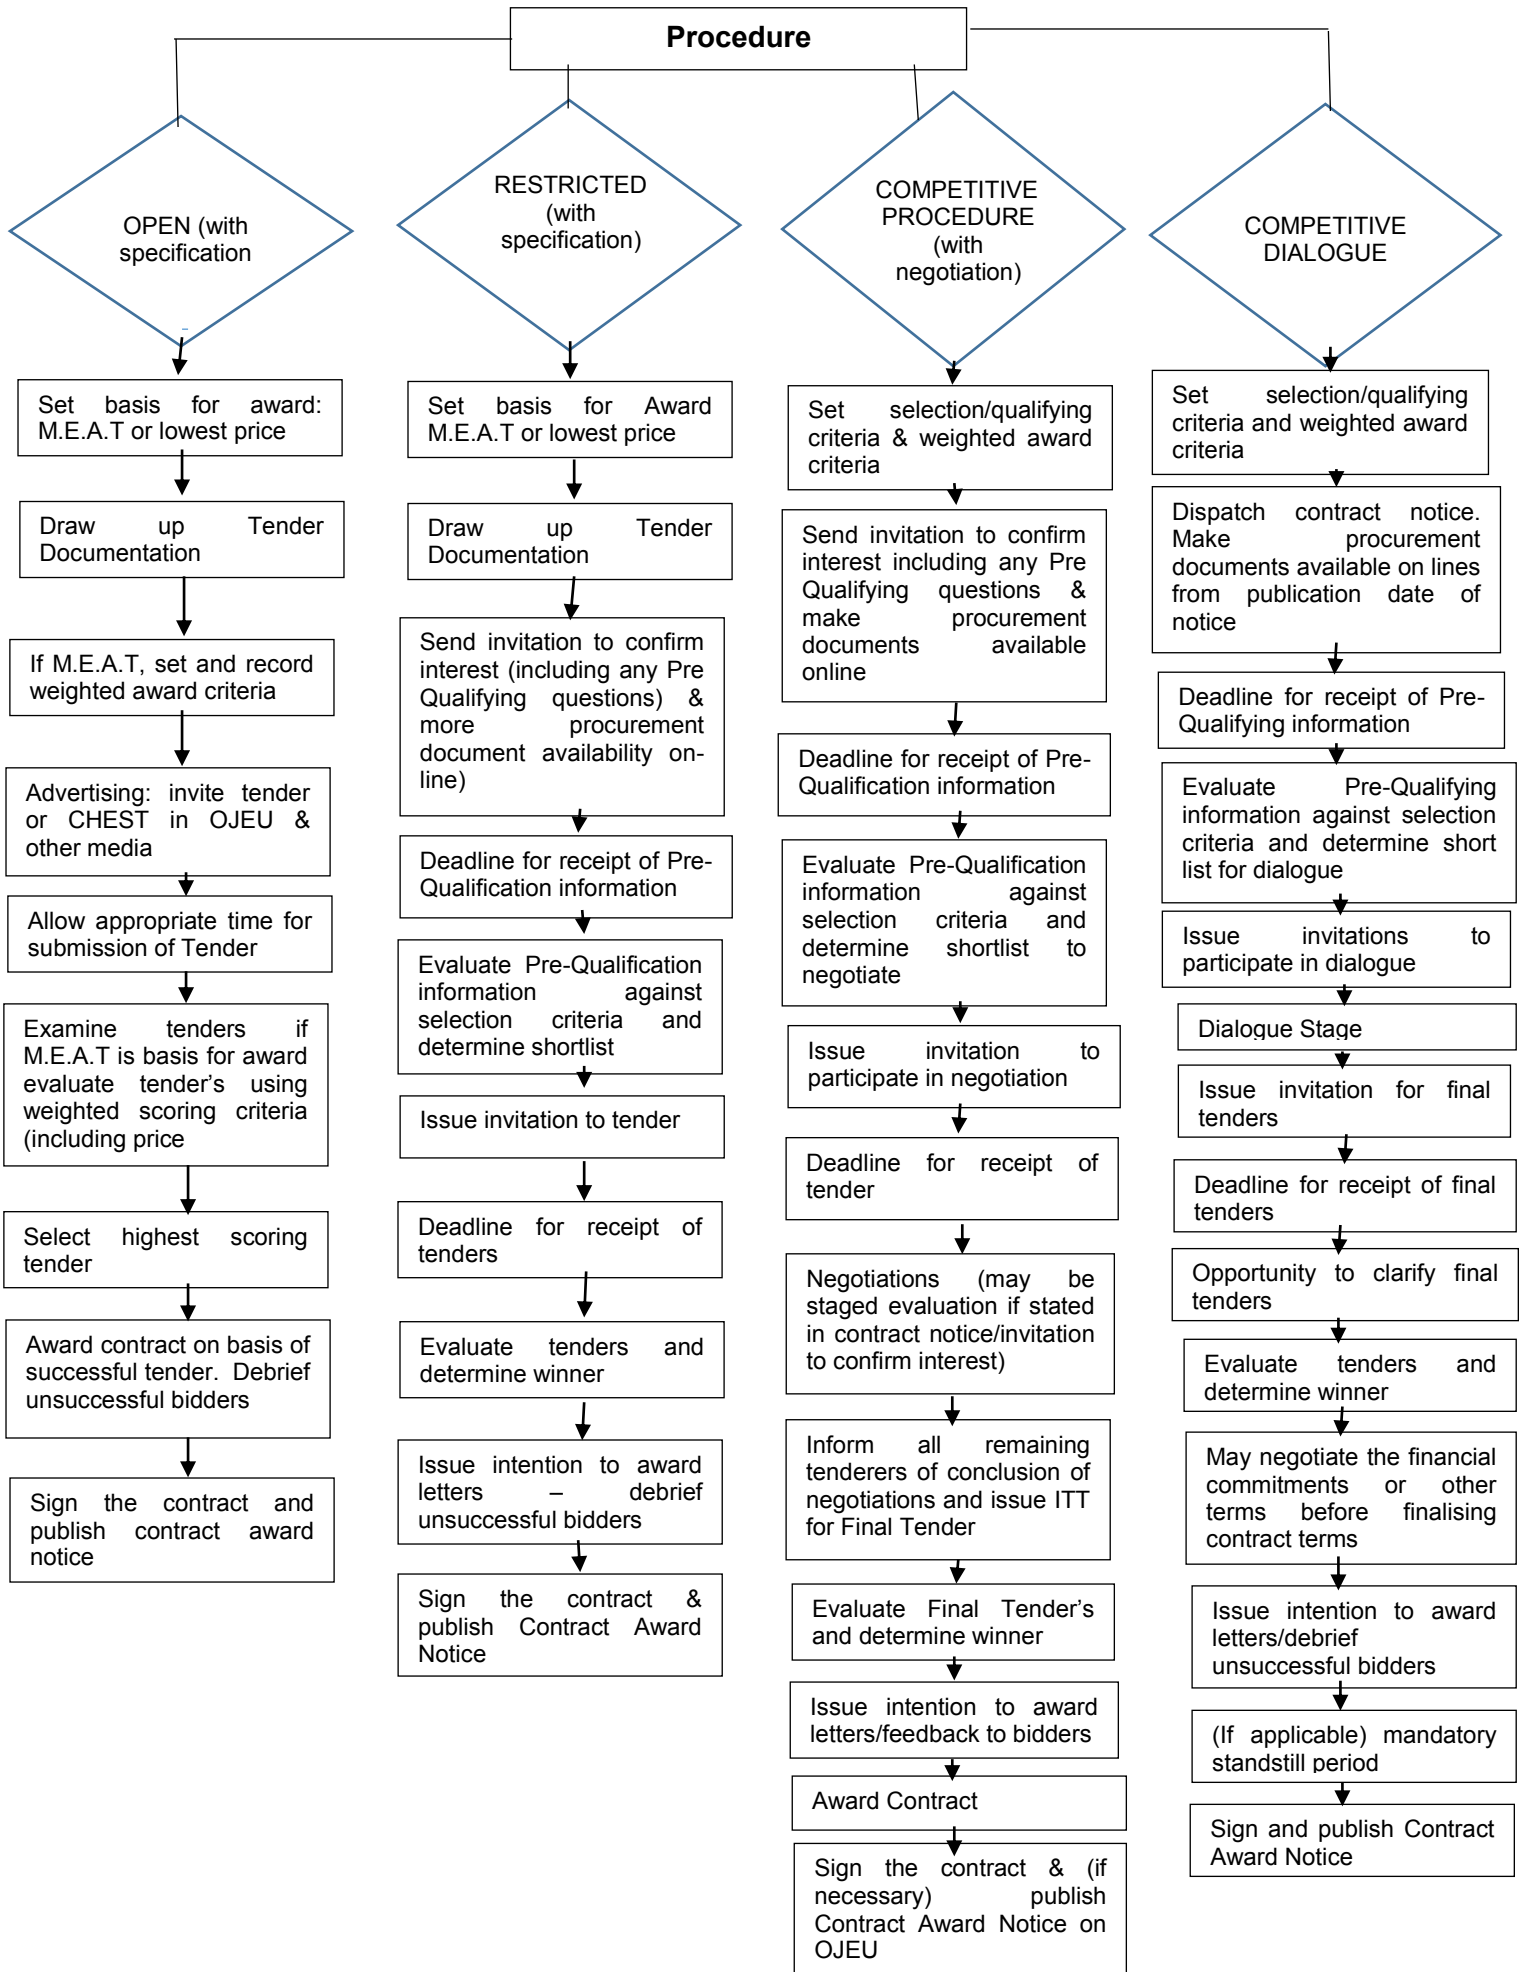 Procedure
OPEN (with
specification
Set basis for award:
M.E.A.T or lowest price
Draw up Tender
Documentation
If M.E.A.T, set and record
weighted award criteria
Advertising: invite tender
or CHEST in OJEU &
other media
Allow appropriate time for
submission of Tender
Examine tenders if
M.E.A.T is basis for award
evaluate tender's using
weighted scoring criteria
(including price
Select highest scoring
tender
Award contract on basis of
successful tender. Debrief
unsuccessful bidders
Sign the contract and
publish contract award
notice
RESTRICTED
(with
specification)
Set basis for Award
M.E.A.T or lowest price
Draw up Tender
Documentation
Send invitation to confirm
interest (including any Pre
Qualifying questions) &
more procurement
document availability on-
line)
Deadline for receipt of Pre-
Qualification information
Evaluate Pre-Qualification
information against
selection criteria and
determine shortlist
Issue invitation to tender
Deadline for receipt of
tenders
Evaluate tenders and
determine winner
Issue intention to award
letters – debrief
unsuccessful bidders
Sign the contract &
publish Contract Award
Notice
COMPETITIVE
PROCEDURE
(with
negotiation)
Set selection/qualifying
criteria & weighted award
criteria
Send invitation to confirm
interest including any Pre
Qualifying questions &
make procurement
documents available
online
Deadline for receipt of Pre-
Qualification information
Evaluate Pre-Qualification
information against
selection criteria and
determine shortlist to
negotiate
Issue invitation to
participate in negotiation
Deadline for receipt of
tender
Negotiations (may be
staged evaluation if stated
in contract notice/invitation
to confirm interest)
Inform all remaining
tenderers of conclusion of
negotiations and issue ITT
for Final Tender
Evaluate Final Tender's
and determine winner
Issue intention to award
letters/feedback to bidders
Award Contract
Sign the contract & (if
necessary) publish
Contract Award Notice on
OJEU
COMPETITIVE
DIALOGUE
Set selection/qualifying
criteria and weighted award
criteria
Dispatch contract notice.
Make procurement
documents available on lines
from publication date of
notice
Deadline for receipt of Pre-
Qualifying information
Evaluate Pre-Qualifying
information against selection
criteria and determine short
list for dialogue
Issue invitations to
participate in dialogue
Dialogue Stage
Issue invitation for final
tenders
Deadline for receipt of final
tenders
Opportunity to clarify final
tenders
Evaluate tenders and
determine winner
May negotiate the financial
commitments or other
terms before finalising
contract terms
Issue intention to award
letters/debrief
unsuccessful bidders
(If applicable) mandatory
standstill period
Sign and publish Contract
Award Notice